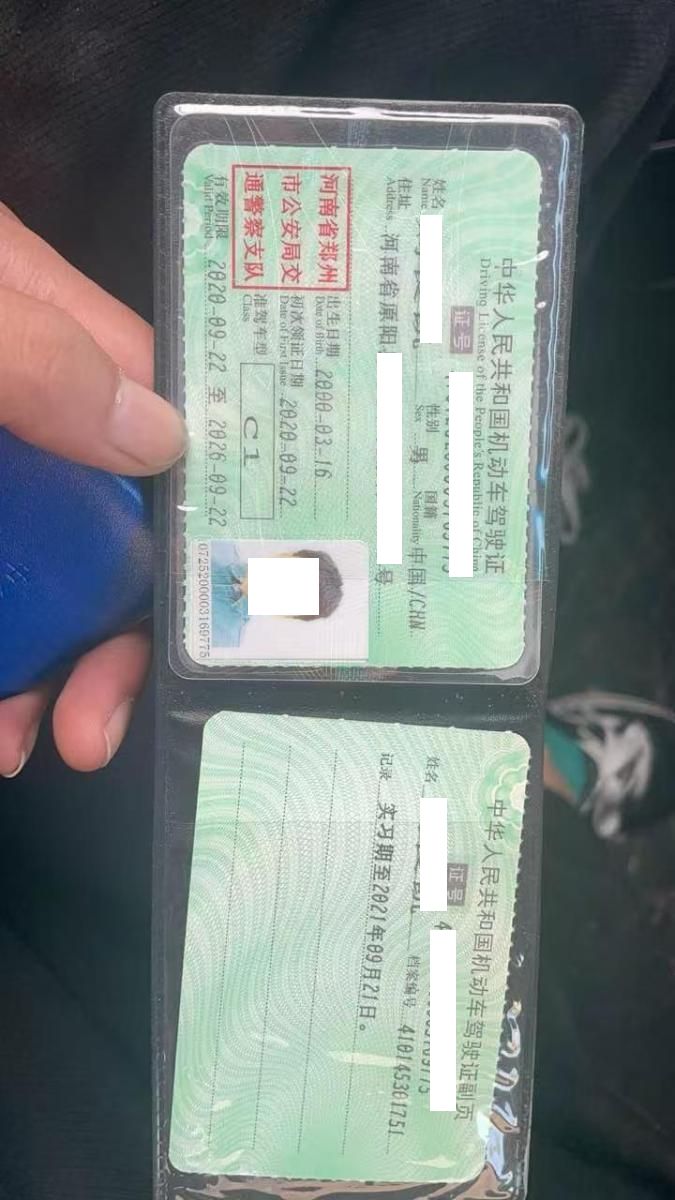 中华人民共和国机动车驾驶证
Driving License of the People's Republic of China
证号
姓名
Name
性别 男 国籍 中国/CHN
Sex Nationality
住址 河南省原阳
Address
号
河南省郑州
市公安局交
通警察支队
出生日期 2000-03-16
Date of Birth
初次领证日期 2020-09-22
Date of First Issue
准驾车型 C1
Class
有效期限 2020-09-22 至 2026-09-22
Valid Period
0725200003169775
中华人民共和国机动车驾驶证副页
证号 4
姓名
档案编号 410145301751
记录 实习期至2021年09月21日。